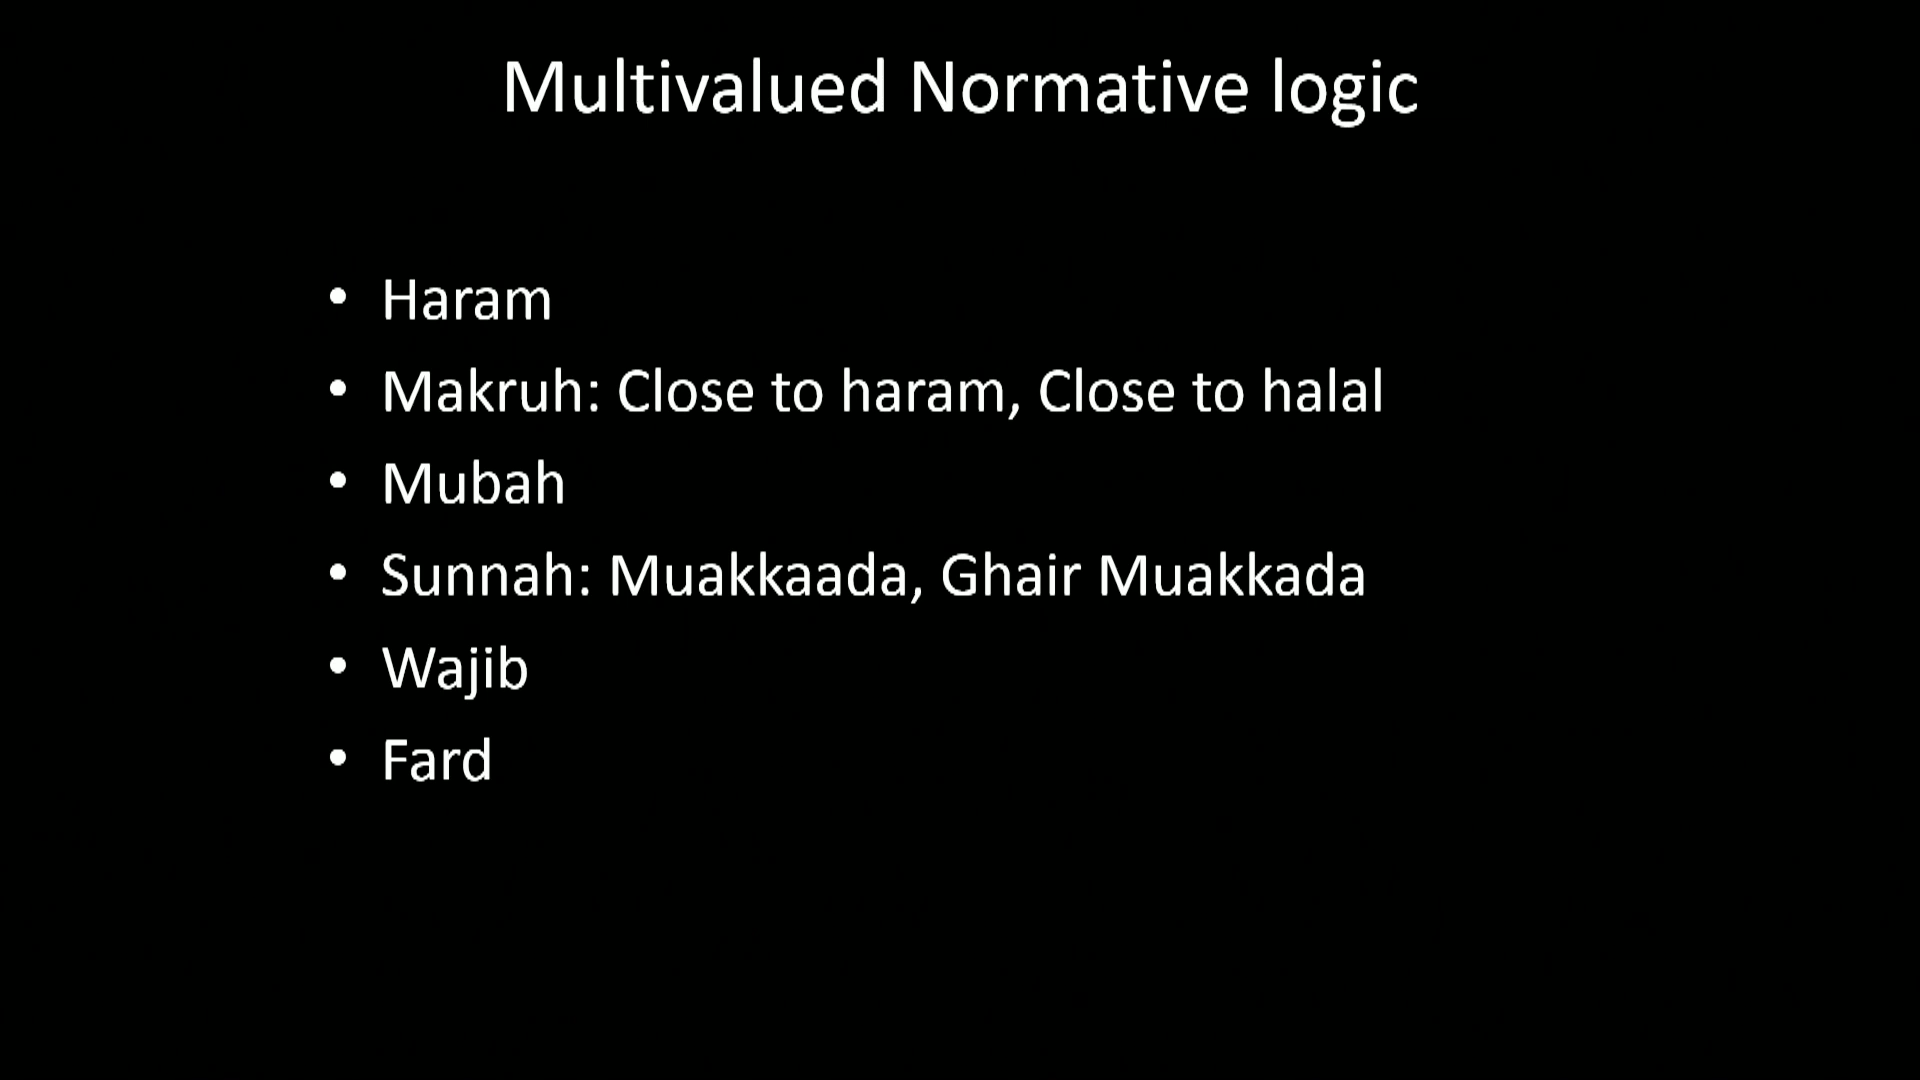 Multivalued Normative logic
• Haram
• Makruh: Close to haram, Close to halal
• Mubah
• Sunnah: Muakkaada, Ghair Muakkada
• Wajib
• Fard